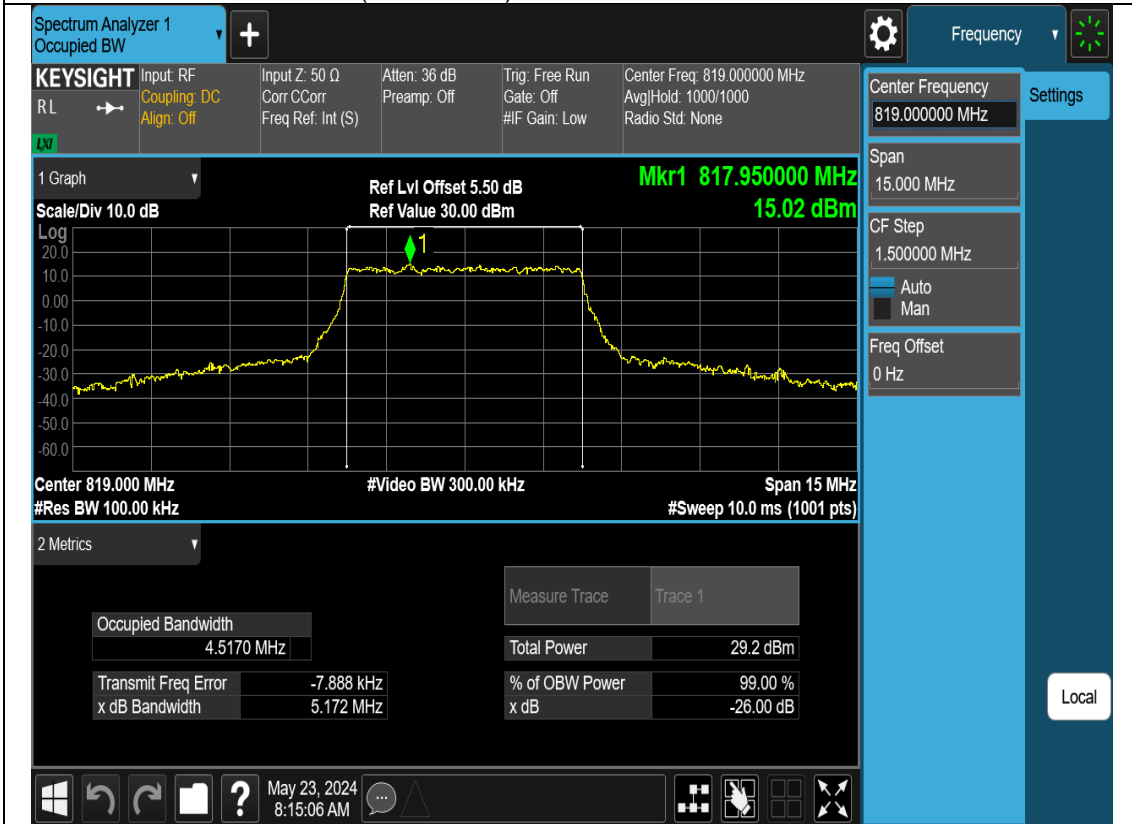 Spectrum Analyzer 1
Occupied BW
Frequency
KEYSIGHT
R L
LXI
Input: RF
Coupling: DC
Align: Off
Input Z: 50 Ω
Corr CCorr
Freq Ref: Int (S)
Atten: 36 dB
Preamp: Off
Trig: Free Run
Gate: Off
#IF Gain: Low
Center Freq: 819.000000 MHz
Avg|Hold: 1000/1000
Radio Std: None
1 Graph
Scale/Div 10.0 dB
Ref Lvl Offset 5.50 dB
Ref Value 30.00 dBm
Mkr1 817.950000 MHz
15.02 dBm
Log
20.0
10.0
0.00
-10.0
-20.0
-30.0
-40.0
-50.0
-60.0
1
Center 819.000 MHz
#Res BW 100.00 kHz
#Video BW 300.00 kHz
Span 15 MHz
#Sweep 10.0 ms (1001 pts)
2 Metrics
Measure Trace Trace 1
Occupied Bandwidth
4.5170 MHz
Total Power 29.2 dBm
Transmit Freq Error -7.888 kHz
% of OBW Power 99.00 %
x dB Bandwidth 5.172 MHz
x dB -26.00 dB
Center Frequency
819.000000 MHz
Settings
Span
15.000 MHz
CF Step
1.500000 MHz
Auto
Man
Freq Offset
0 Hz
Local
?
May 23, 2024
8:15:06 AM